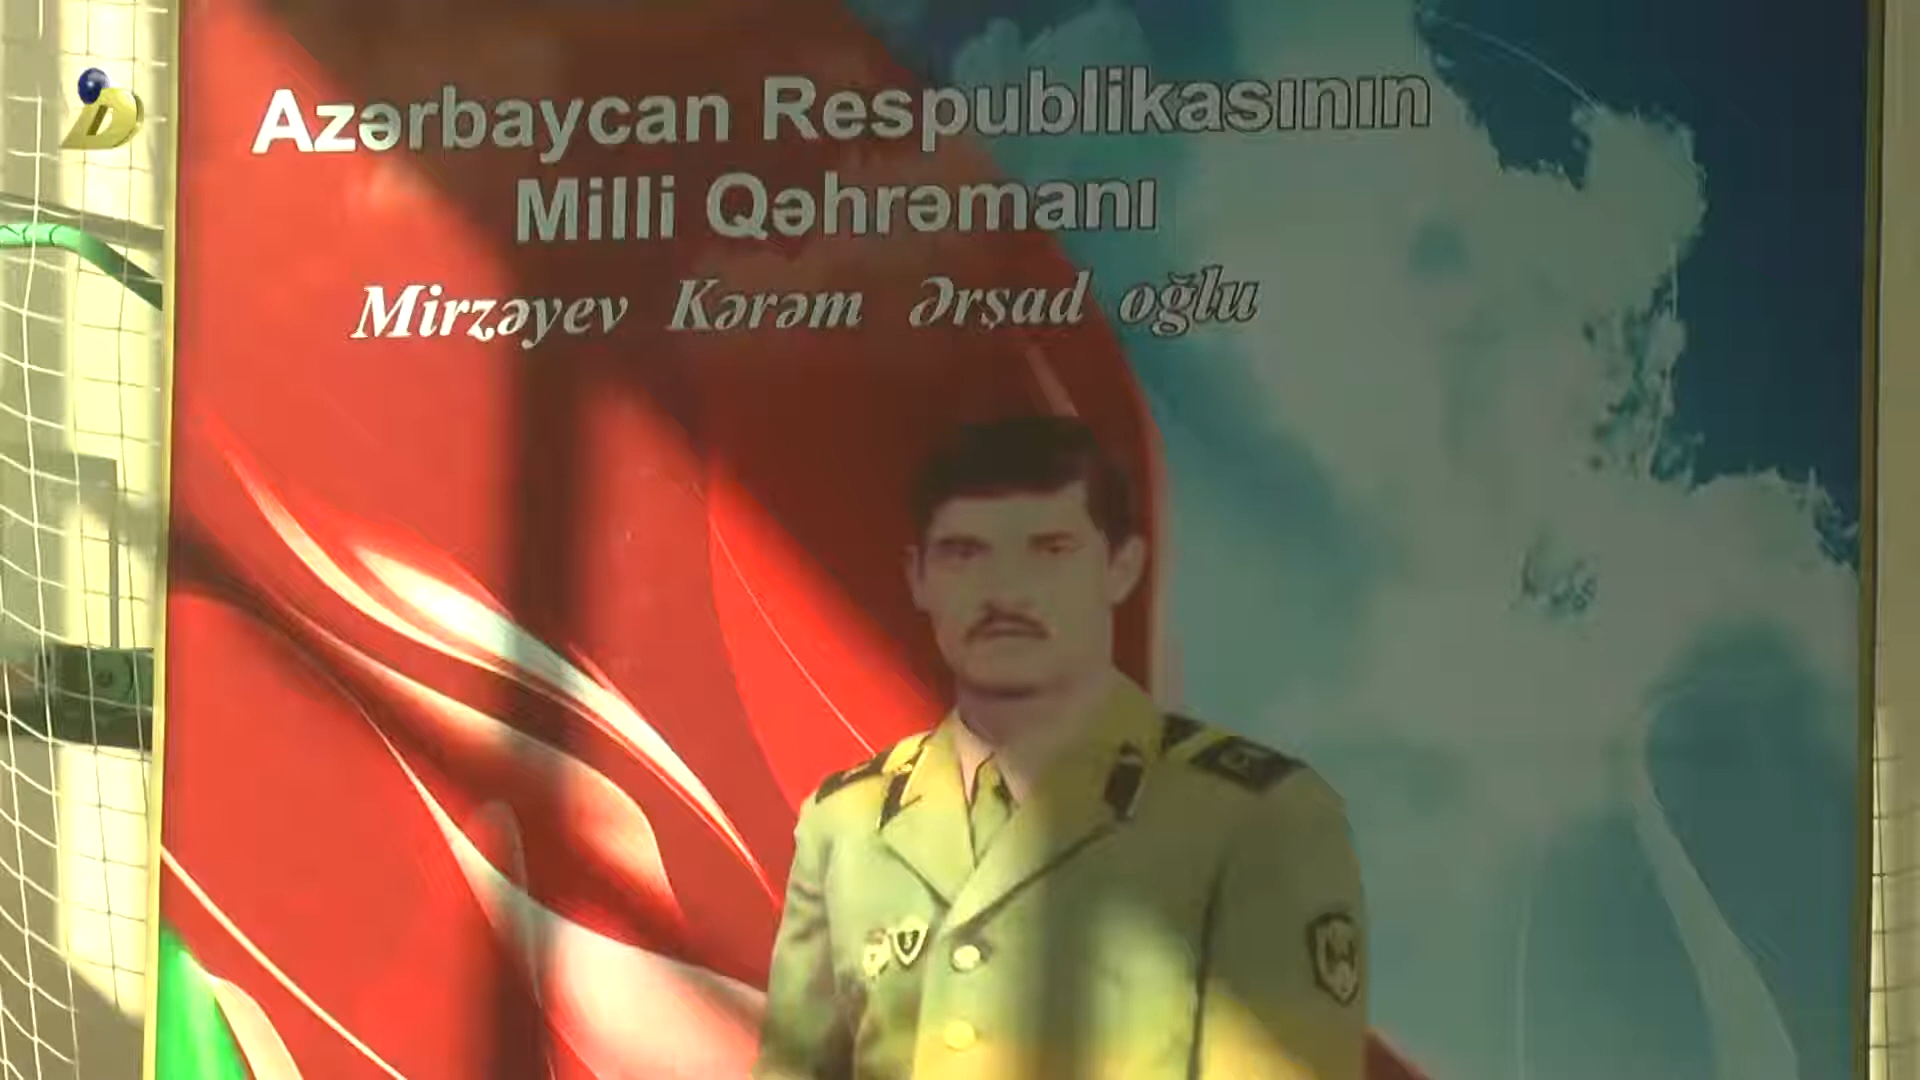 Azərbaycan Respublikasının
Milli Qəhrəmanı
Mirzəyev Kərəm Ərşad oğlu